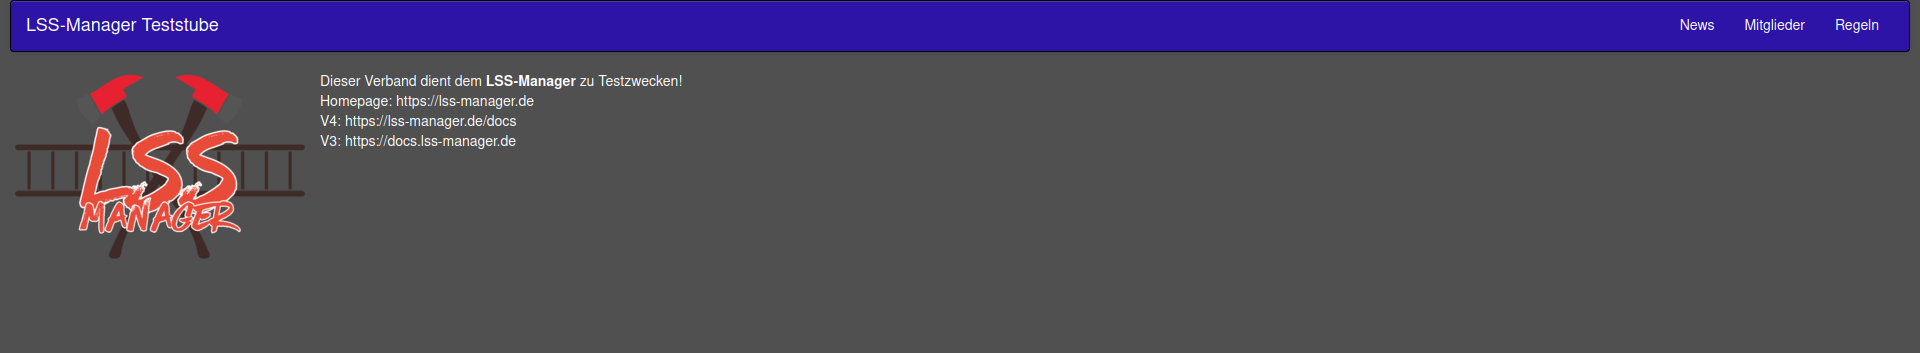 LSS-Manager Teststube News Mitglieder Regeln
LSS
MANAGER
Dieser Verband dient dem LSS-Manager zu Testzwecken!
Homepage: https://lss-manager.de
V4: https://lss-manager.de/docs
V3: https://docs.lss-manager.de